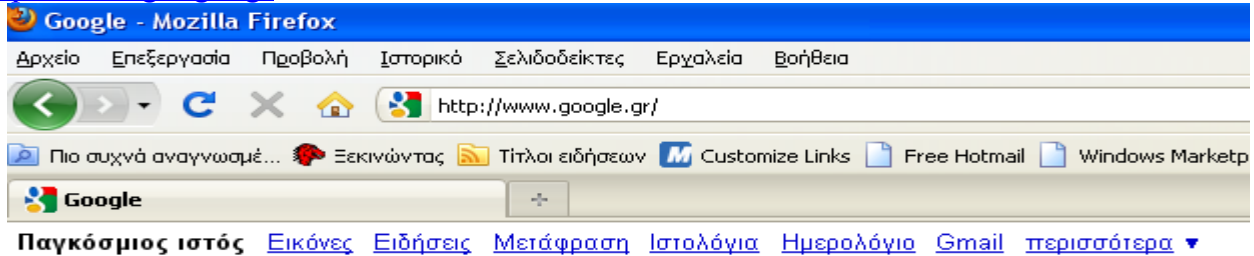 Google - Mozilla Firefox
Αρχείο Επεξεργασία Προβολή Ιστορικό Σελιδοδείκτες Εργαλεία Βοήθεια
http://www.google.gr/
Πιο συχνά αναγνωσμέ... Ξεκινώντας Τίτλοι ειδήσεων Customize Links Free Hotmail Windows Marketp
Google
Παγκόσμιος ιστός Εικόνες Ειδήσεις Μετάφραση Ιστολόγια Ημερολόγιο Gmail περισσότερα ▼